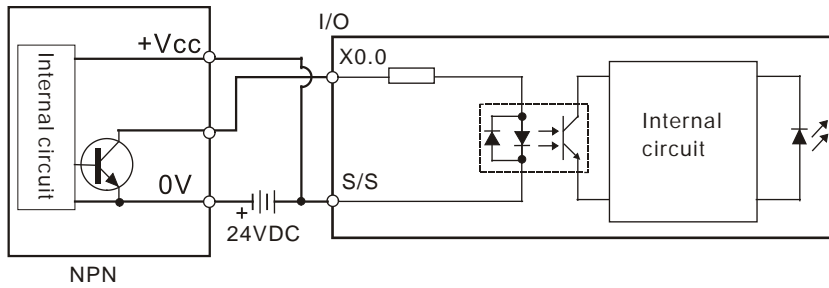 I/O
+Vcc
X0.0
Internal circuit
Internal
circuit
0V
S/S
+
24VDC
NPN